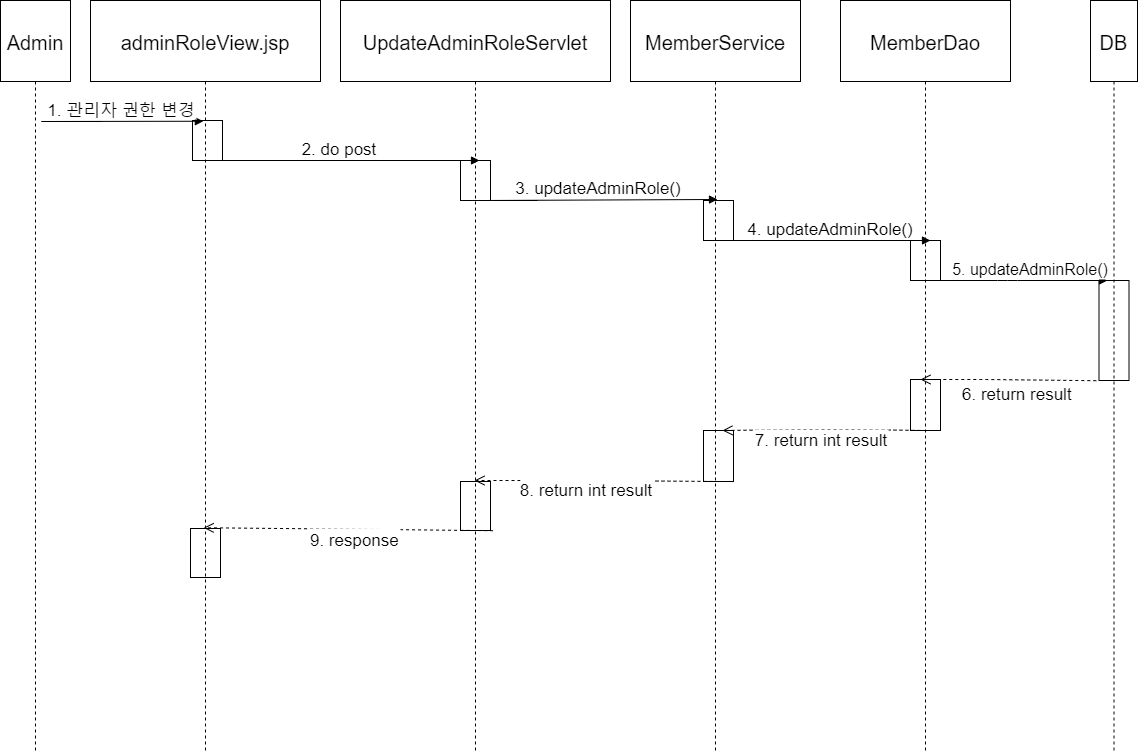 Admin
adminRoleView.jsp
UpdateAdminRoleServlet
MemberService
MemberDao
DB
1. 관리자 권한 변경
2. do post
3. updateAdminRole()
4. updateAdminRole()
5. updateAdminRole()
6. return result
7. return int result
8. return int result
9. response